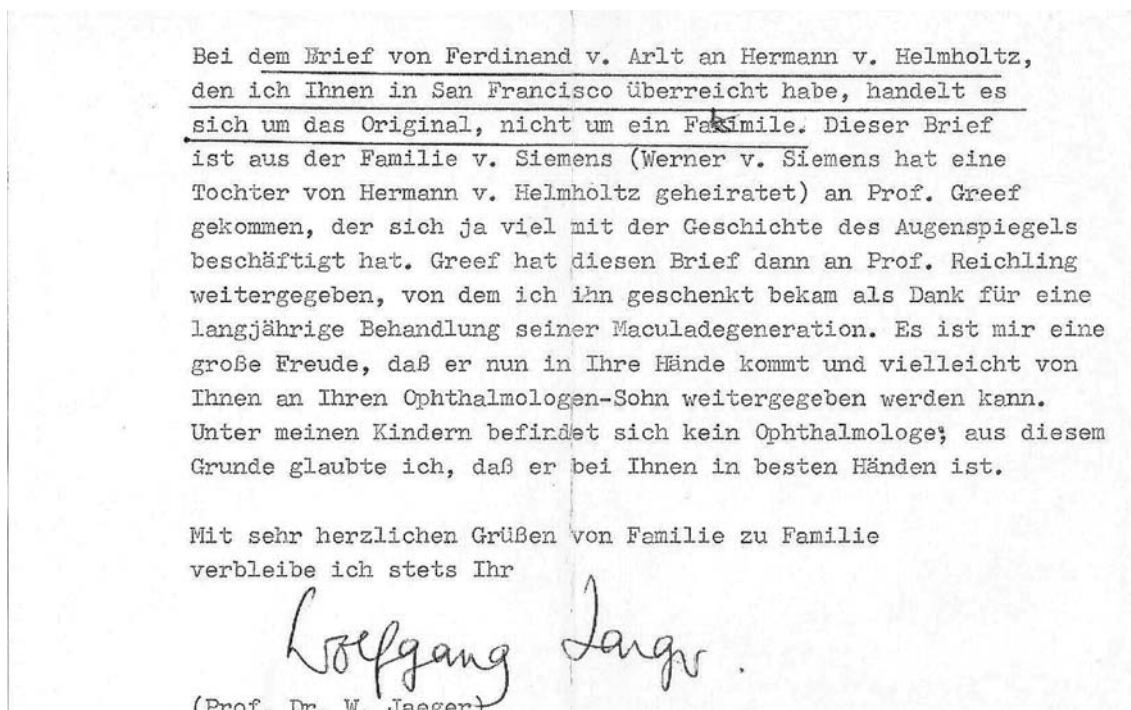 Bei dem Brief von Ferdinand v. Arlt an Hermann v. Helmholtz,
den ich Ihnen in San Francisco überreicht habe, handelt es
sich um das Original, nicht um ein Faksimile. Dieser Brief
ist aus der Familie v. Siemens (Werner v. Siemens hat eine
Tochter von Hermann v. Helmholtz geheiratet) an Prof. Greef
gekommen, der sich ja viel mit der Geschichte des Augenspiegels
beschäftigt hat. Greef hat diesen Brief dann an Prof. Reichling
weitergegeben, von dem ich ihn geschenkt bekam als Dank für eine
langjährige Behandlung seiner Maculadegeneration. Es ist mir eine
große Freude, daß er nun in Ihre Hände kommt und vielleicht von
Ihnen an Ihren Ophthalmologen-Sohn weitergegeben werden kann.
Unter meinen Kindern befindet sich kein Ophthalmologe; aus diesem
Grunde glaubte ich, daß er bei Ihnen in besten Händen ist.
Mit sehr herzlichen Grüßen von Familie zu Familie
verbleibe ich stets Ihr
Wolfgang Jaeger
(Prof. Dr. W. Jaeger)